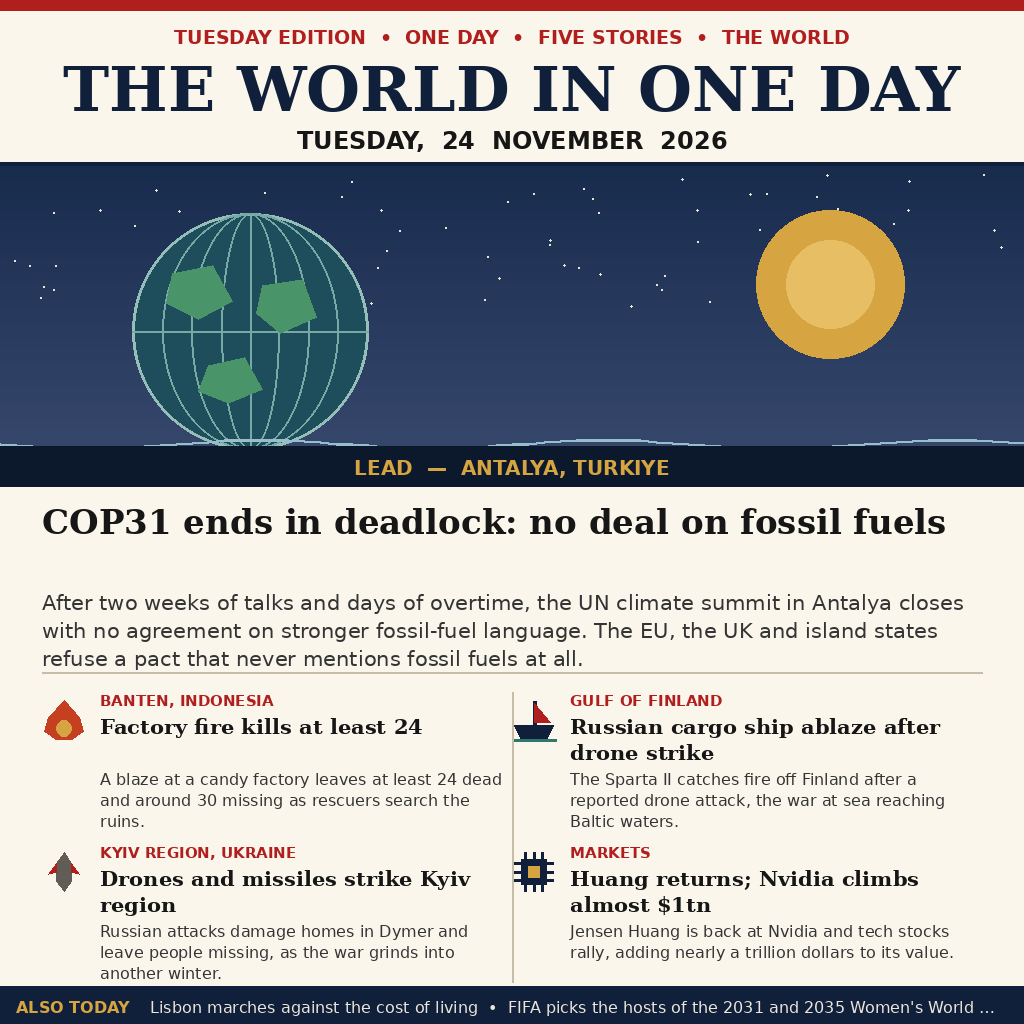 TUESDAY EDITION • ONE DAY • FIVE STORIES • THE WORLD
THE WORLD IN ONE DAY
TUESDAY, 24 NOVEMBER 2026
LEAD — ANTALYA, TURKIYE
COP31 ends in deadlock: no deal on fossil fuels
After two weeks of talks and days of overtime, the UN climate summit in Antalya closes
with no agreement on stronger fossil-fuel language. The EU, the UK and island states
refuse a pact that never mentions fossil fuels at all.
BANTEN, INDONESIA
Factory fire kills at least 24
A blaze at a candy factory leaves at least 24 dead
and around 30 missing as rescuers search the
ruins.
GULF OF FINLAND
Russian cargo ship ablaze after
drone strike
The Sparta II catches fire off Finland after a
reported drone attack, the war at sea reaching
Baltic waters.
KYIV REGION, UKRAINE
Drones and missiles strike Kyiv
region
Russian attacks damage homes in Dymer and
leave people missing, as the war grinds into
another winter.
MARKETS
Huang returns; Nvidia climbs
almost $1tn
Jensen Huang is back at Nvidia and tech stocks
rally, adding nearly a trillion dollars to its value.
ALSO TODAY Lisbon marches against the cost of living • FIFA picks the hosts of the 2031 and 2035 Women's World ...